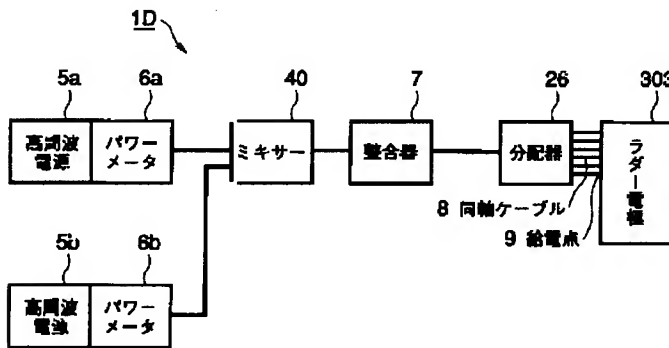 1D
5a
6a
40
7
26
303
高周波
電源
パワー
メータ
ミキサー
整合器
分配器
ラダー電極
8 同軸ケーブル
9 給電点
5b
6b
高周波
電源
パワー
メータ